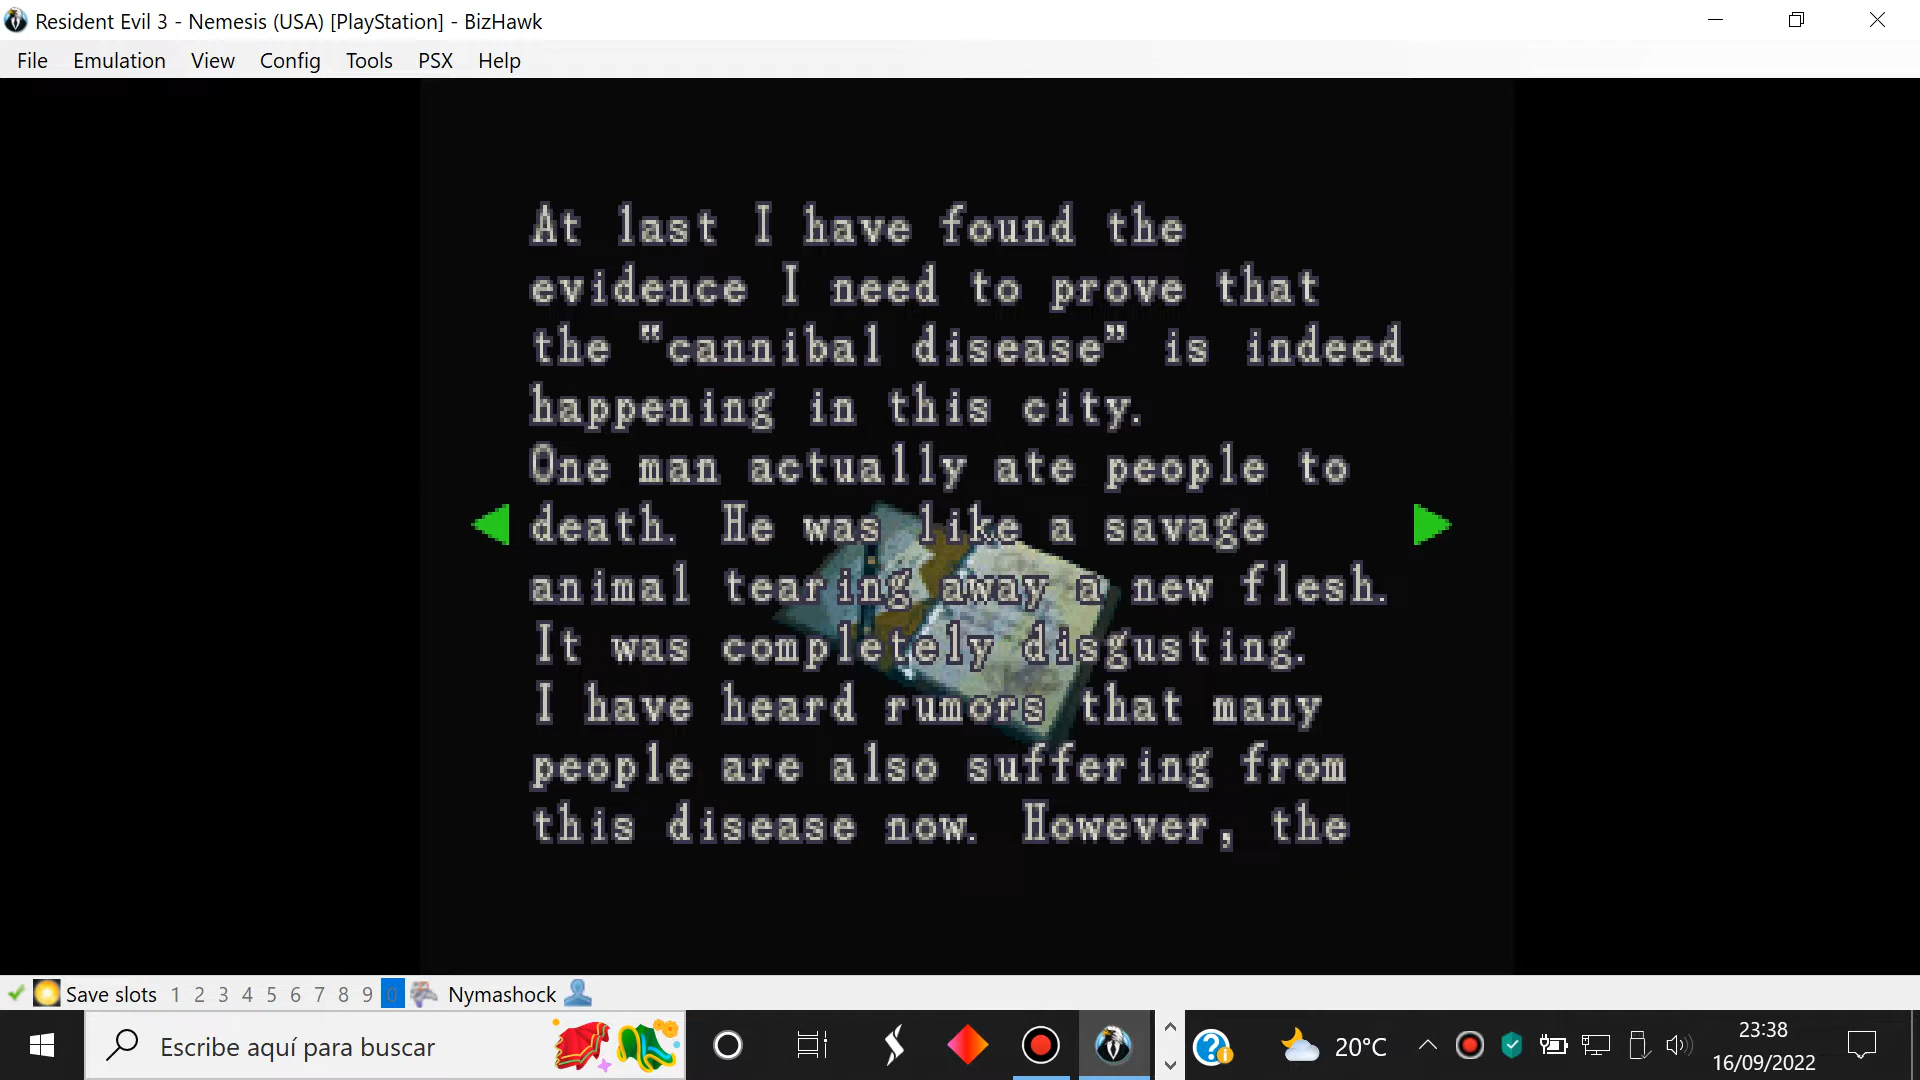 Resident Evil 3 - Nemesis (USA) [PlayStation] - BizHawk
File Emulation View Config Tools PSX Help
At last I have found the
evidence I need to prove that
the "cannibal disease" is indeed
happening in this city.
One man actually ate people to
death. He was like a savage
animal tearing away a new flesh.
It was completely disgusting.
I have heard rumors that many
people are also suffering from
this disease now. However, the
Save slots 1 2 3 4 5 6 7 8 9 0 Nymashock
Escribe aquí para buscar
20°C
23:38
16/09/2022